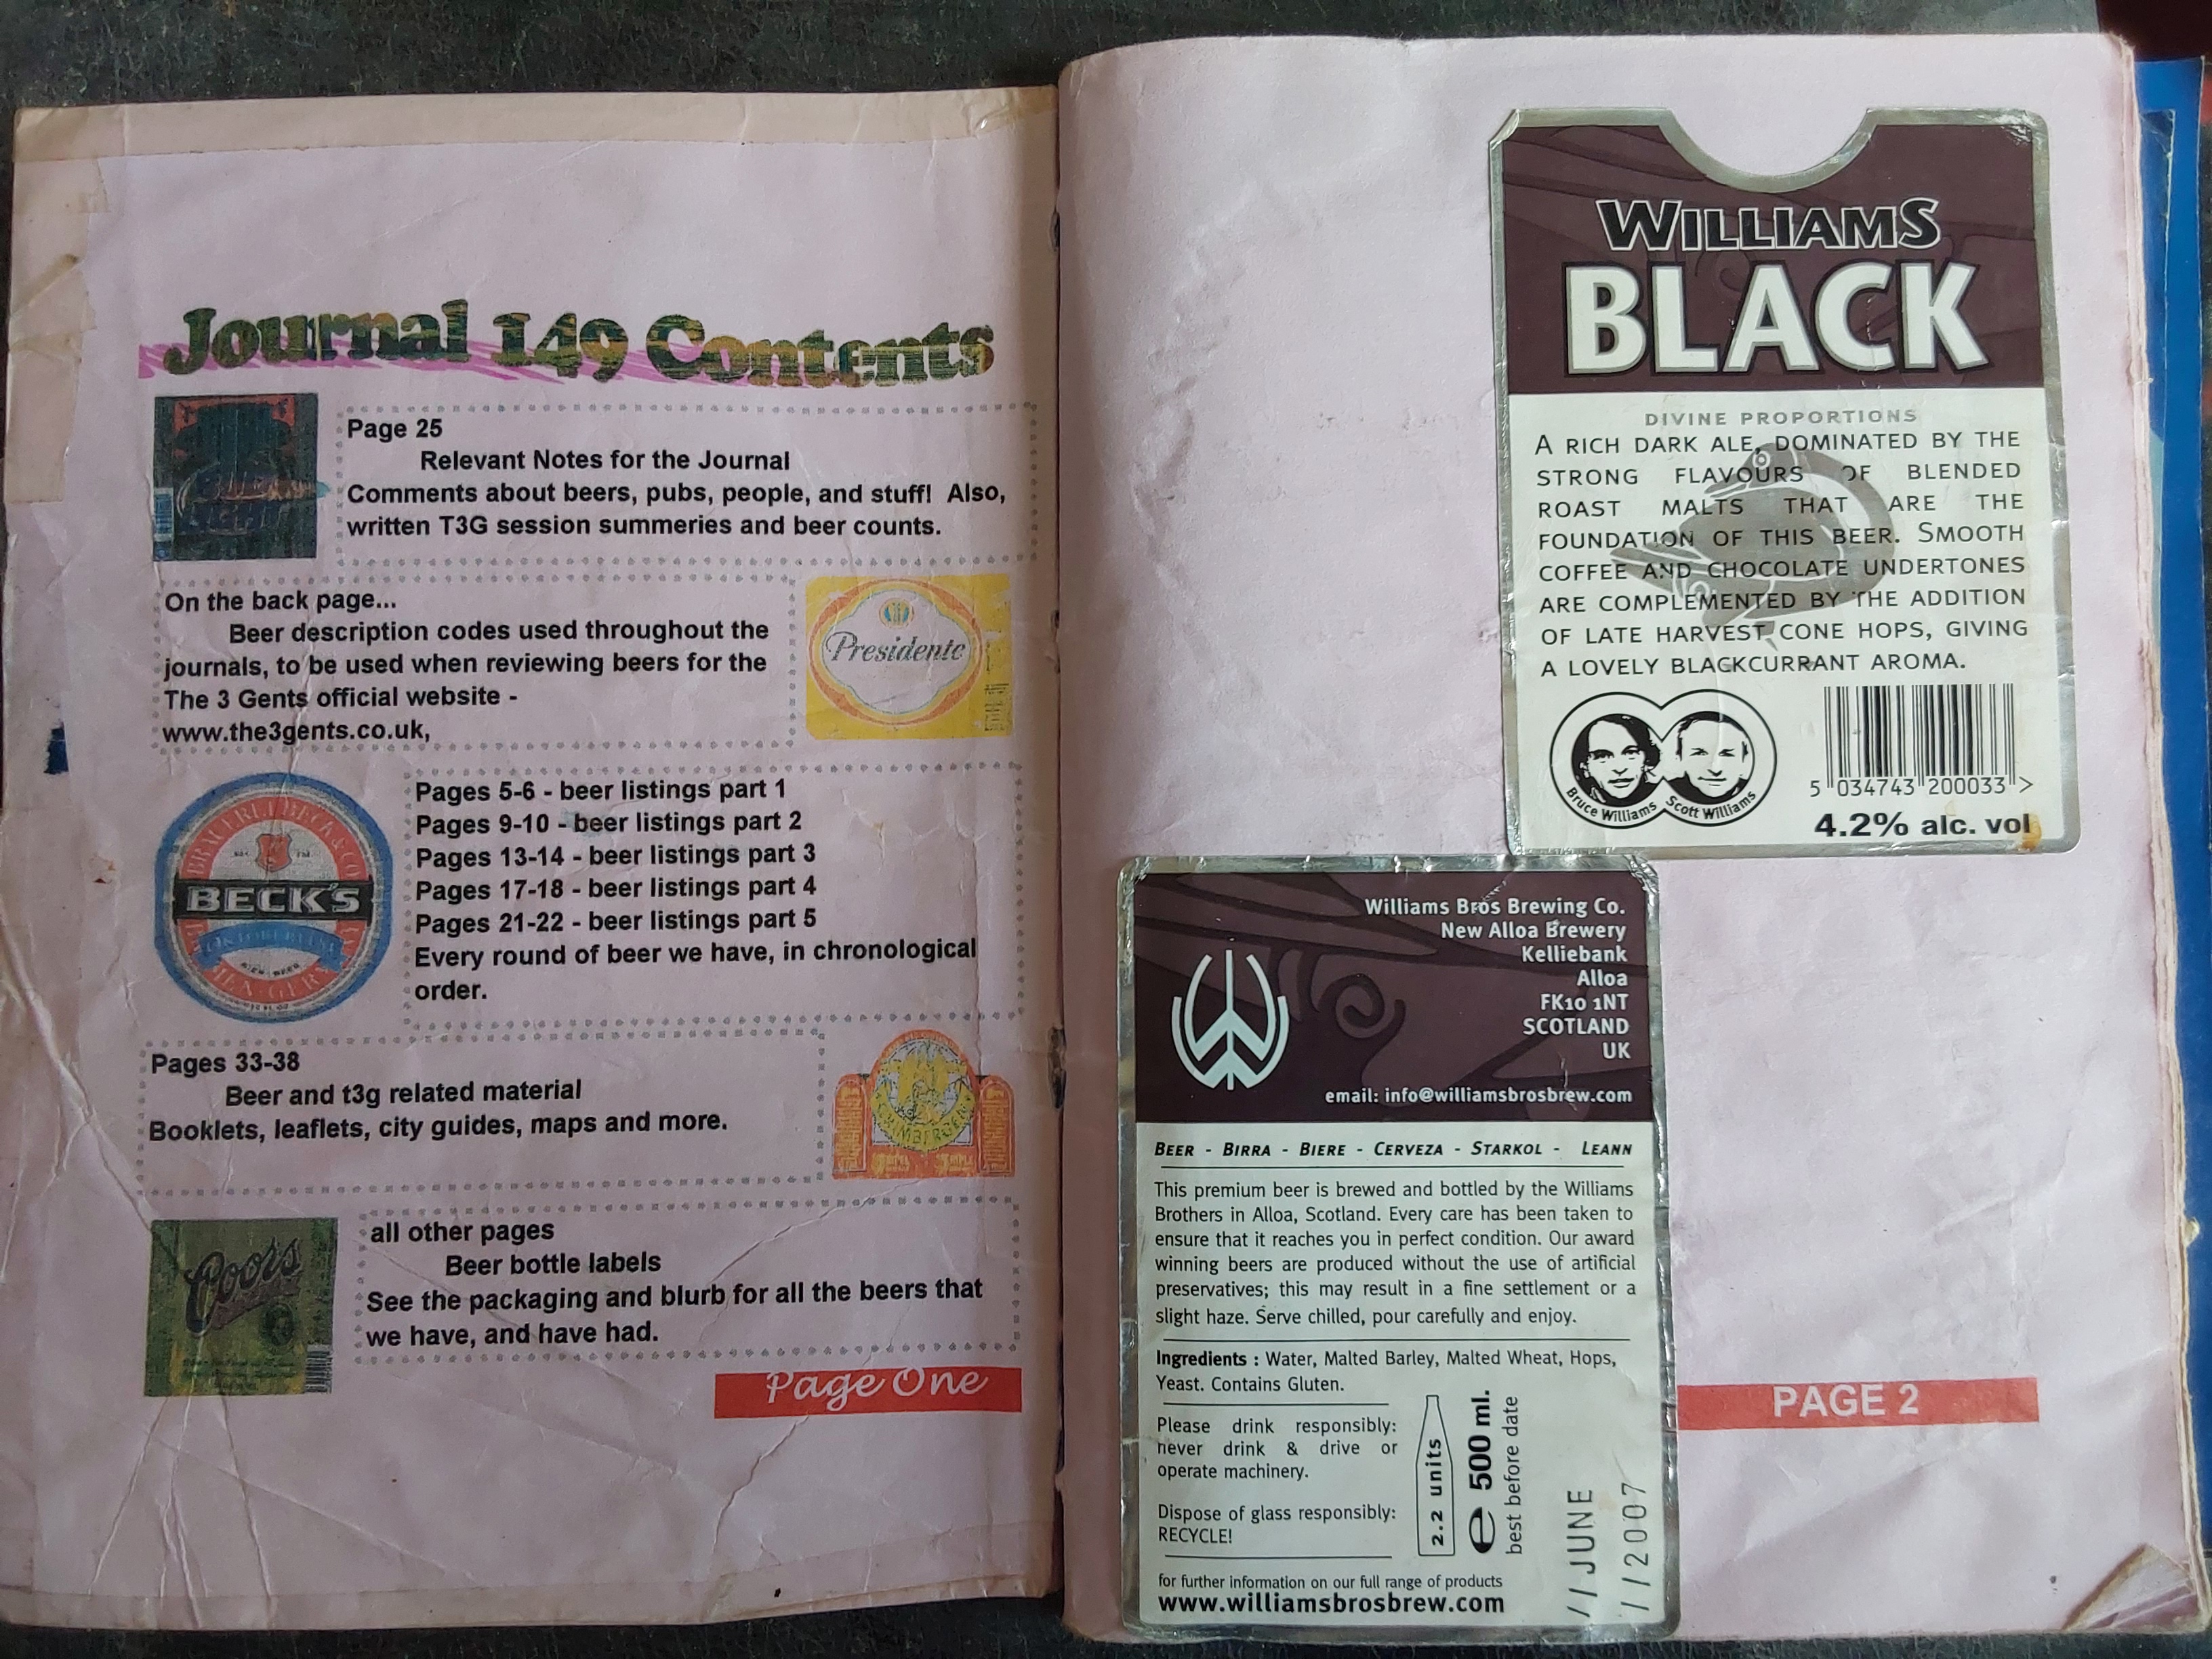 Journal 149 Contents
Page 25
Relevant Notes for the Journal
Comments about beers, pubs, people, and stuff! Also,
written T3G session summeries and beer counts.
On the back page...
Beer description codes used throughout the
journals, to be used when reviewing beers for the
The 3 Gents official website -
www.the3gents.co.uk,
Presidente
BRAUEREI BECK & CO
BECK'S
OKTOBERFEST
Pages 5-6 - beer listings part 1
Pages 9-10 - beer listings part 2
Pages 13-14 - beer listings part 3
Pages 17-18 - beer listings part 4
Pages 21-22 - beer listings part 5
Every round of beer we have, in chronological
order.
Pages 33-38
Beer and t3g related material
Booklets, leaflets, city guides, maps and more.
Coors
all other pages
Beer bottle labels
See the packaging and blurb for all the beers that
we have, and have had.
Page One
WILLIAMS
BLACK
DIVINE PROPORTIONS
A RICH DARK ALE, DOMINATED BY THE
STRONG FLAVOURS OF BLENDED
ROAST MALTS THAT ARE THE
FOUNDATION OF THIS BEER. SMOOTH
COFFEE AND CHOCOLATE UNDERTONES
ARE COMPLEMENTED BY THE ADDITION
OF LATE HARVEST CONE HOPS, GIVING
A LOVELY BLACKCURRANT AROMA.
Bruce Williams Scott Williams
5 034743 200033 >
4.2% alc. vol
Williams Bros Brewing Co.
New Alloa Brewery
Kelliebank
Alloa
FK10 1NT
SCOTLAND
UK
email: info@williamsbrosbrew.com
BEER - BIRRA - BIERE - CERVEZA - STARKOL - LEANN
This premium beer is brewed and bottled by the Williams
Brothers in Alloa, Scotland. Every care has been taken to
ensure that it reaches you in perfect condition. Our award
winning beers are produced without the use of artificial
preservatives; this may result in a fine settlement or a
slight haze. Serve chilled, pour carefully and enjoy.
Ingredients : Water, Malted Barley, Malted Wheat, Hops,
Yeast. Contains Gluten.
Please drink responsibly:
never drink & drive or
operate machinery.
Dispose of glass responsibly:
RECYCLE!
2.2 units
e 500 ml.
best before date
// JUNE
// 2007
for further information on our full range of products
www.williamsbrosbrew.com
PAGE 2